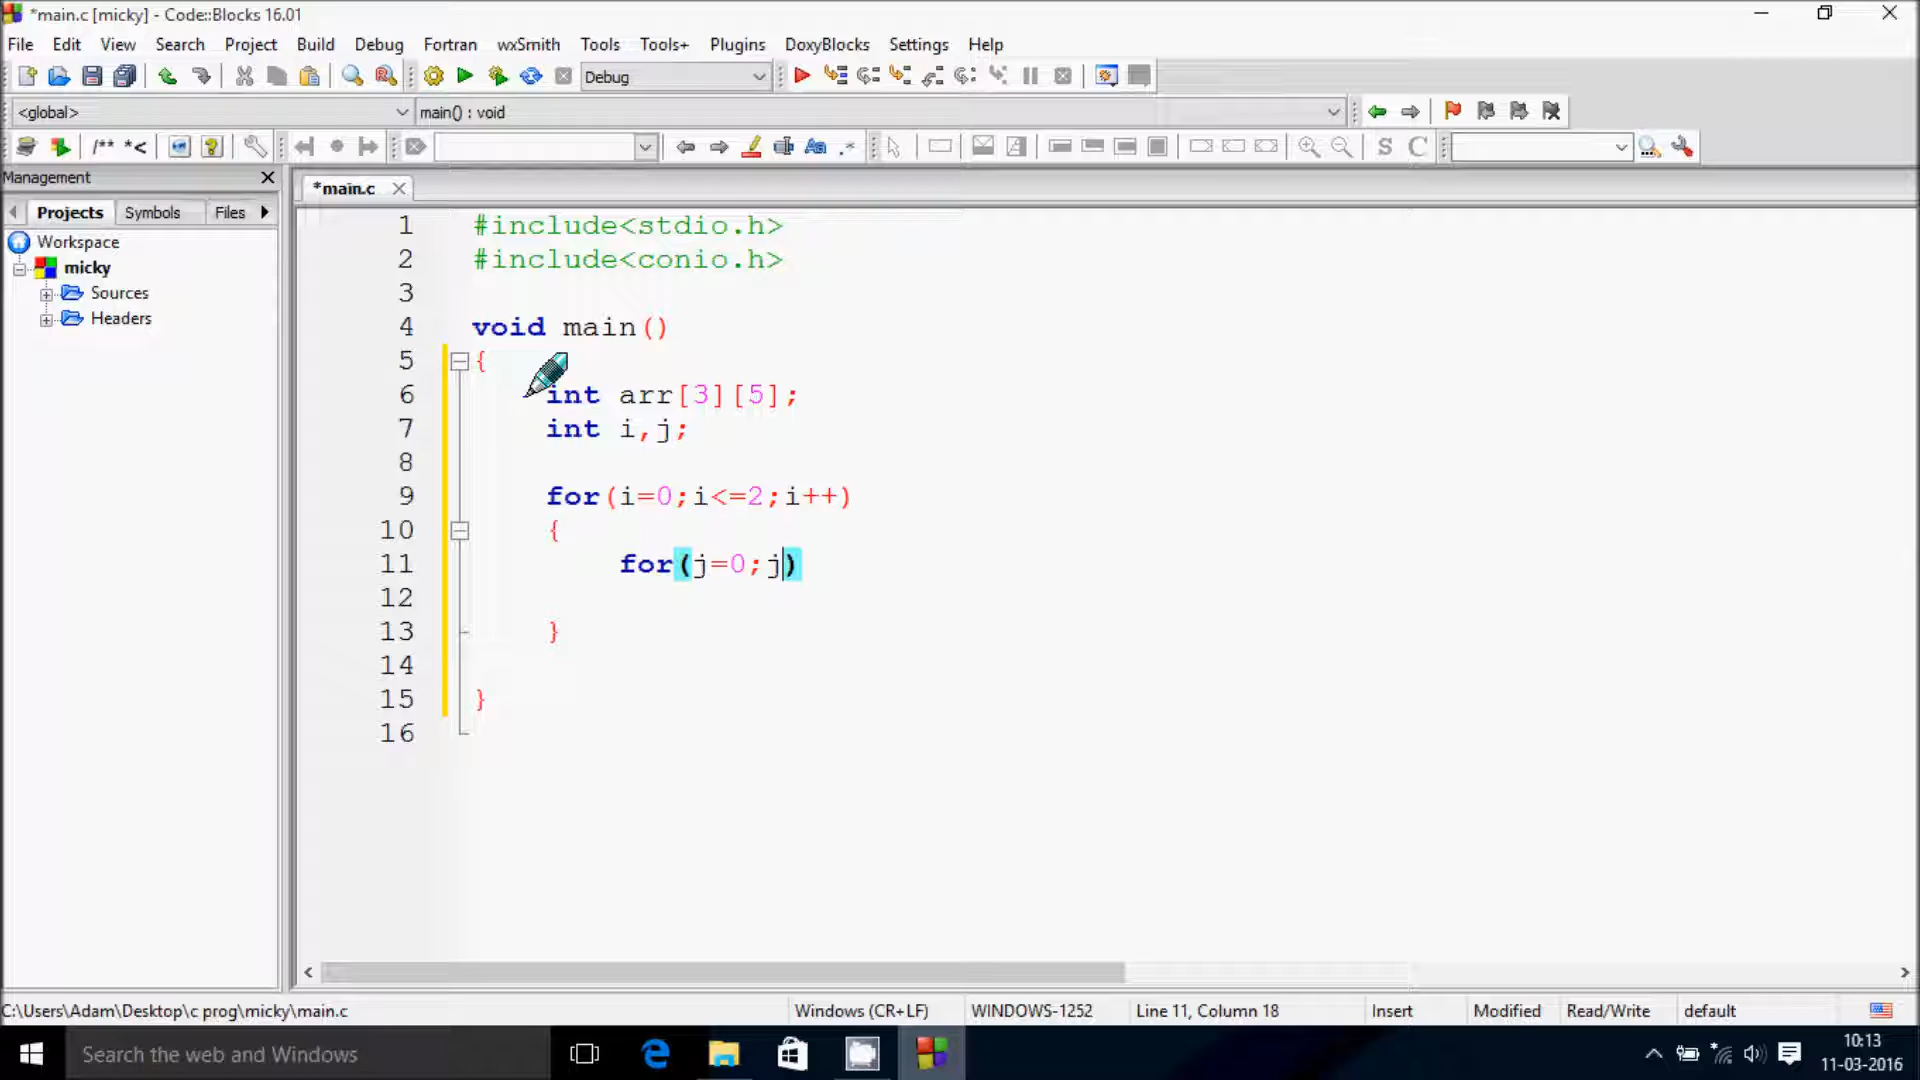 *main.c [micky] - Code::Blocks 16.01
File Edit View Search Project Build Debug Fortran wxSmith Tools Tools+ Plugins DoxyBlocks Settings Help
Debug
<global> main() : void
/** *<
S C
Management
Projects Symbols Files
*main.c
Workspace
micky
Sources
Headers
1 #include<stdio.h>
2 #include<conio.h>
3
4 void main()
5 {
6 int arr[3][5];
7 int i,j;
8
9 for(i=0;i<=2;i++)
10 {
11 for(j=0;j)
12
13 }
14
15 }
16
C:\Users\Adam\Desktop\c prog\micky\main.c Windows (CR+LF) WINDOWS-1252 Line 11, Column 18 Insert Modified Read/Write default
Search the web and Windows
10:13
11-03-2016